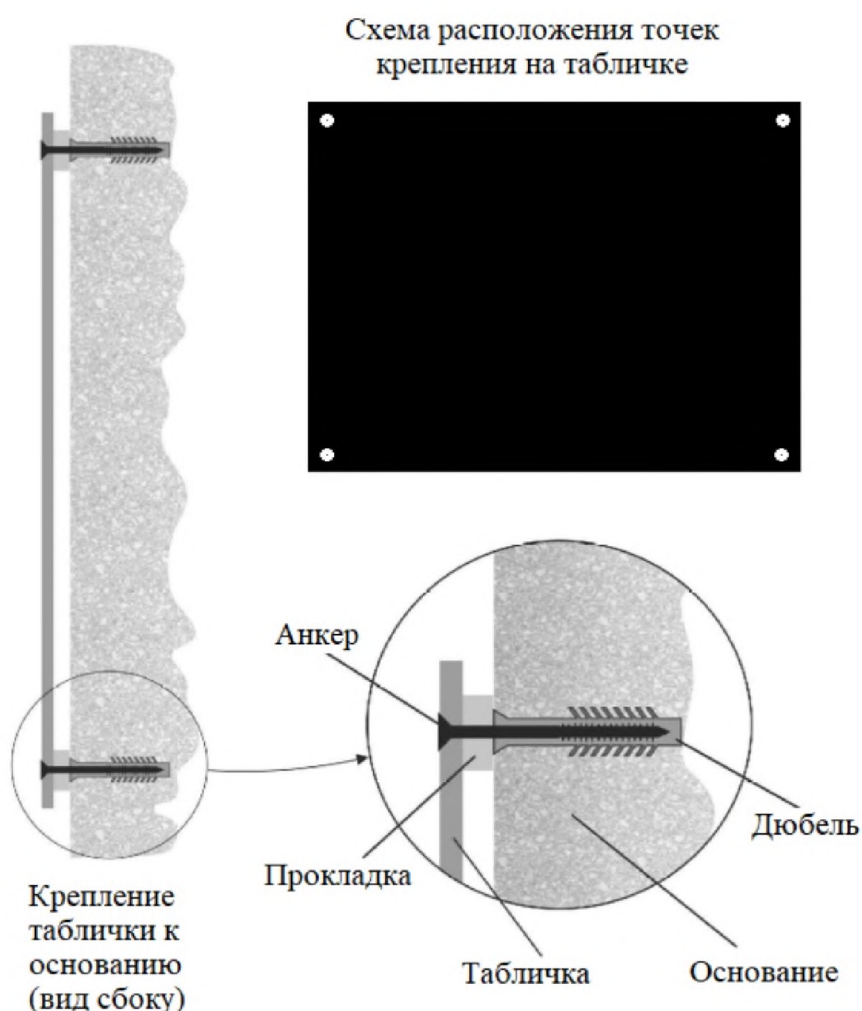 Схема расположения точек
крепления на табличке
Анкер
Дюбель
Прокладка
Табличка
Основание
Крепление
таблички к
основанию
(вид сбоку)